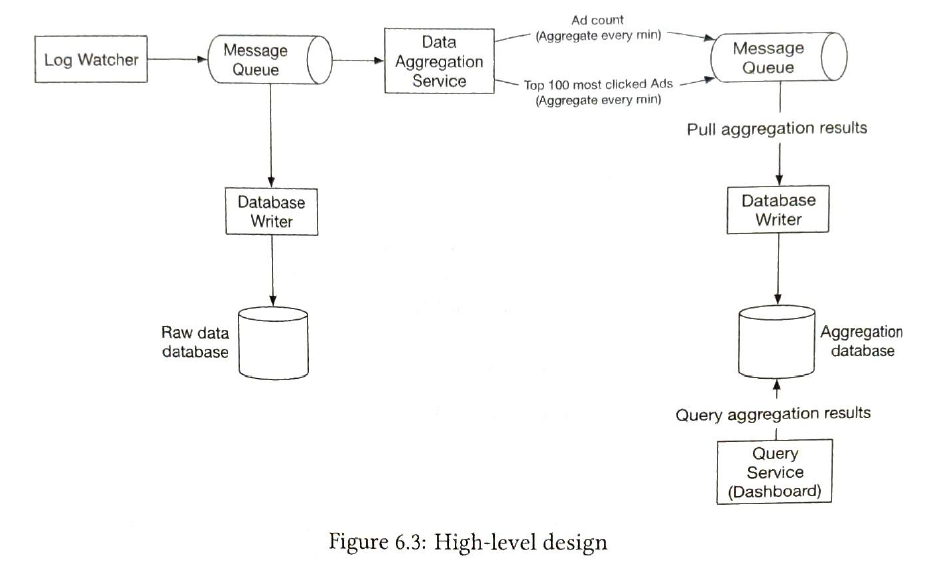 Log Watcher
Message
Queue
Data
Aggregation
Service
Ad count
(Aggregate every min)
Top 100 most clicked Ads
(Aggregate every min)
Message
Queue
Pull aggregation results
Database
Writer
Database
Writer
Raw data
database
Aggregation
database
Query aggregation results
Query
Service
(Dashboard)
Figure 6.3: High-level design